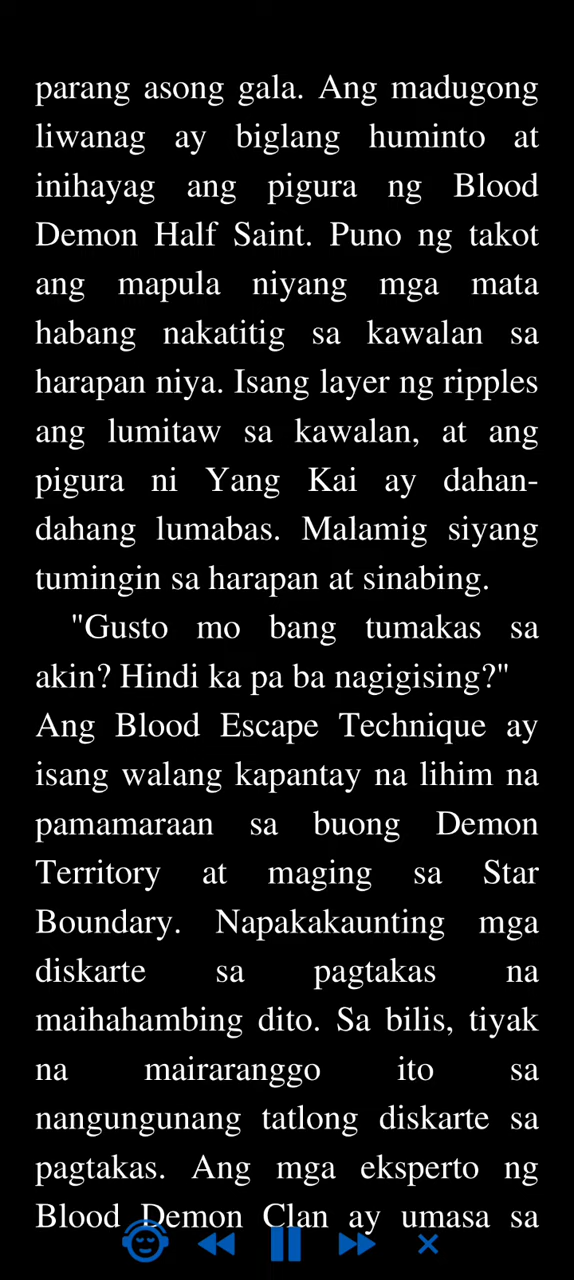 parang asong gala. Ang madugong
liwanag ay biglang huminto at
inihayag ang pigura ng Blood
Demon Half Saint. Puno ng takot
ang mapula niyang mga mata
habang nakatitig sa kawalan sa
harapan niya. Isang layer ng ripples
ang lumitaw sa kawalan, at ang
pigura ni Yang Kai ay dahan-
dahang lumabas. Malamig siyang
tumingin sa harapan at sinabing.
"Gusto mo bang tumakas sa
akin? Hindi ka pa ba nagigising?"
Ang Blood Escape Technique ay
isang walang kapantay na lihim na
pamamaraan sa buong Demon
Territory at maging sa Star
Boundary. Napakakaunting mga
diskarte sa pagtakas na
maihahambing dito. Sa bilis, tiyak
na mairaranggo ito sa
nangungunang tatlong diskarte sa
pagtakas. Ang mga eksperto ng
Blood Demon Clan ay umasa sa